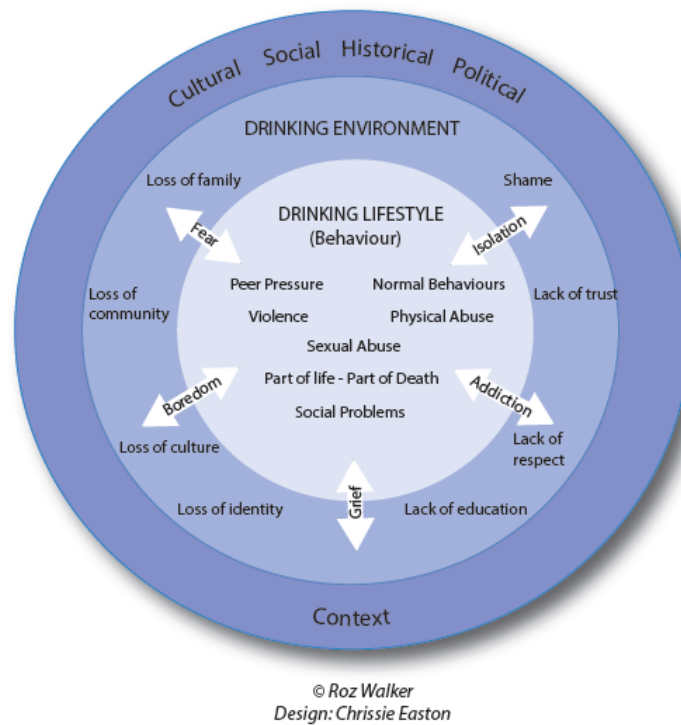 Cultural Social Historical Political
DRINKING ENVIRONMENT
Loss of family
Shame
Fear
Isolation
DRINKING LIFESTYLE
(Behaviour)
Peer Pressure
Normal Behaviours
Loss of
community
Lack of trust
Violence
Physical Abuse
Sexual Abuse
Part of life - Part of Death
Social Problems
Boredom
Addiction
Loss of culture
Lack of
respect
Grief
Loss of identity
Lack of education
Context
© Roz Walker
Design: Chrissie Easton